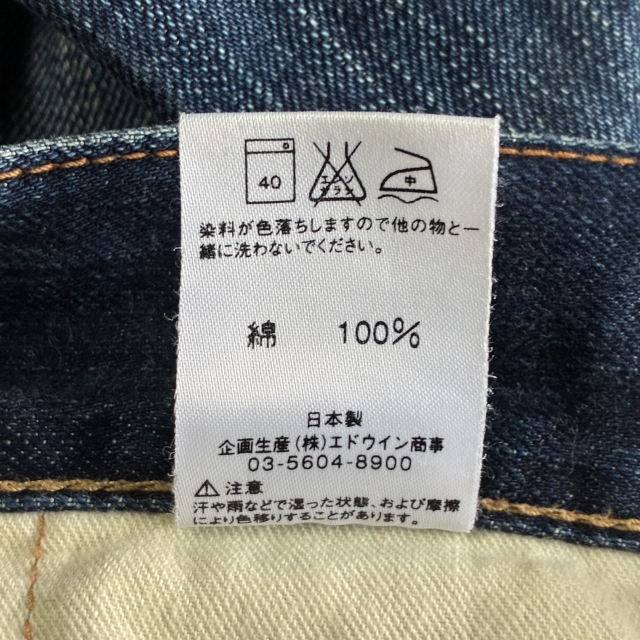 40
エンソ
サラシ
中
染料が色落ちしますので他の物と一
緒に洗わないでください。
綿 100%
日本製
企画生産(株)エドウイン商事
03-5604-8900
⚠注意
汗や雨などで湿った状態、および摩擦
により色移りすることがあります。